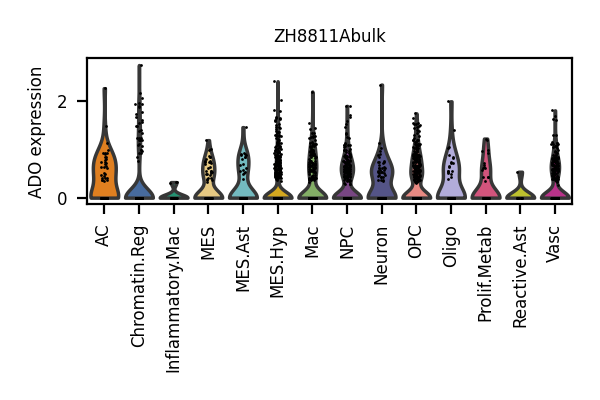 ZH8811Abulk
ADO expression
2
0
AC
Chromatin.Reg
Inflammatory.Mac
MES
MES.Ast
MES.Hyp
Mac
NPC
Neuron
OPC
Oligo
Prolif.Metab
Reactive.Ast
Vasc